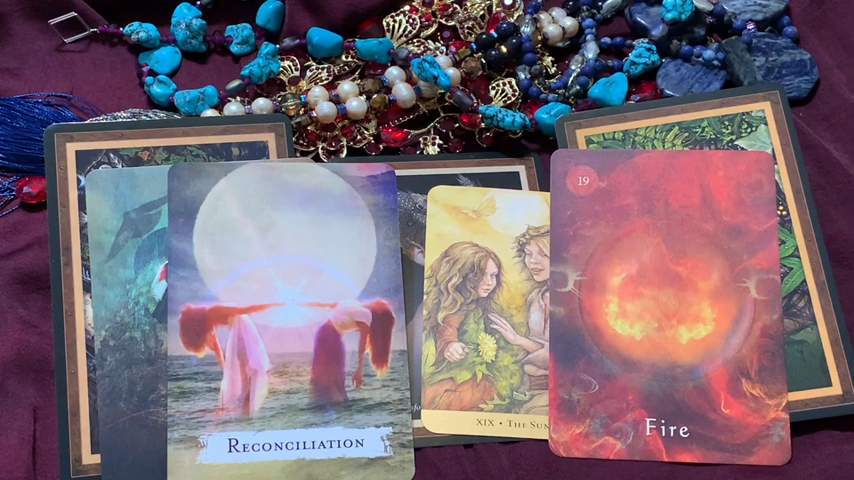 RECONCILIATION
XIX • THE SUN
19
Fire